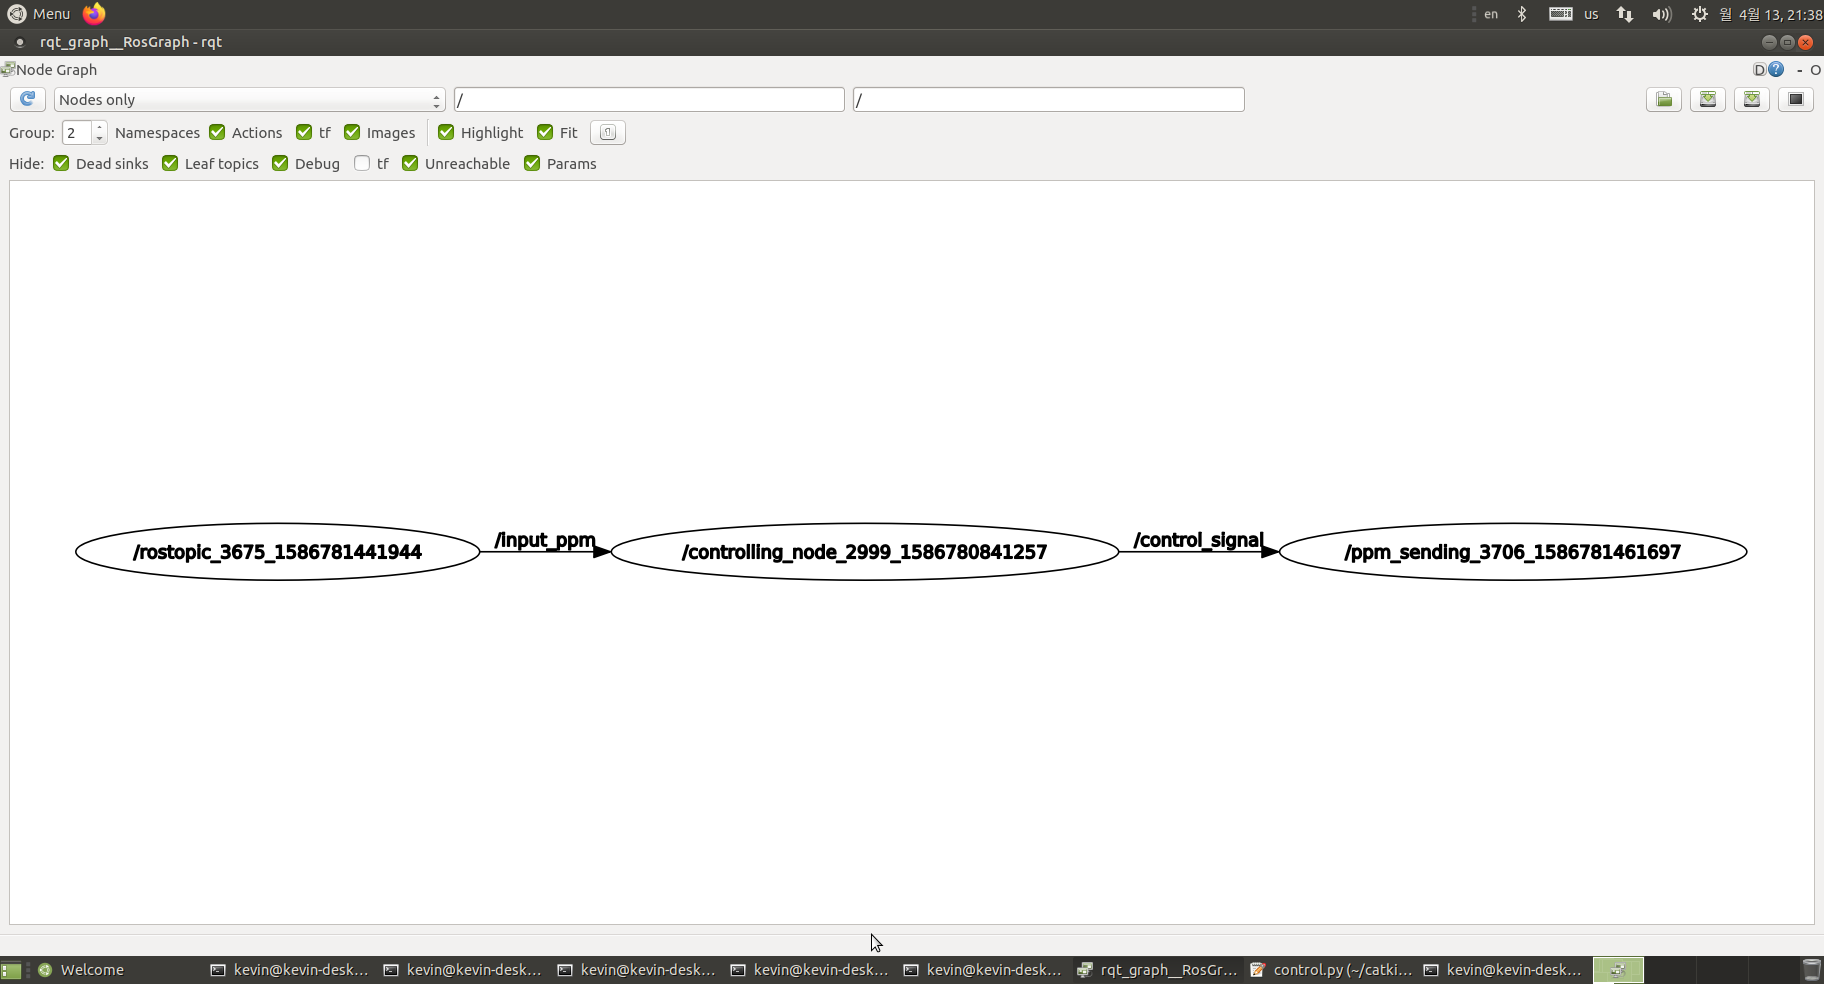 Menu en us 월 4월 13, 21:38
rqt_graph__RosGraph - rqt
Node Graph D ? - O
Nodes only / /
Group: 2 Namespaces Actions tf Images Highlight Fit
Hide: Dead sinks Leaf topics Debug tf Unreachable Params
/rostopic_3675_1586781441944 /input_ppm /controlling_node_2999_1586780841257 /control_signal /ppm_sending_3706_1586781461697
Welcome kevin@kevin-desk... kevin@kevin-desk... kevin@kevin-desk... kevin@kevin-desk... kevin@kevin-desk... rqt_graph__RosGr... control.py (~/catki... kevin@kevin-desk...